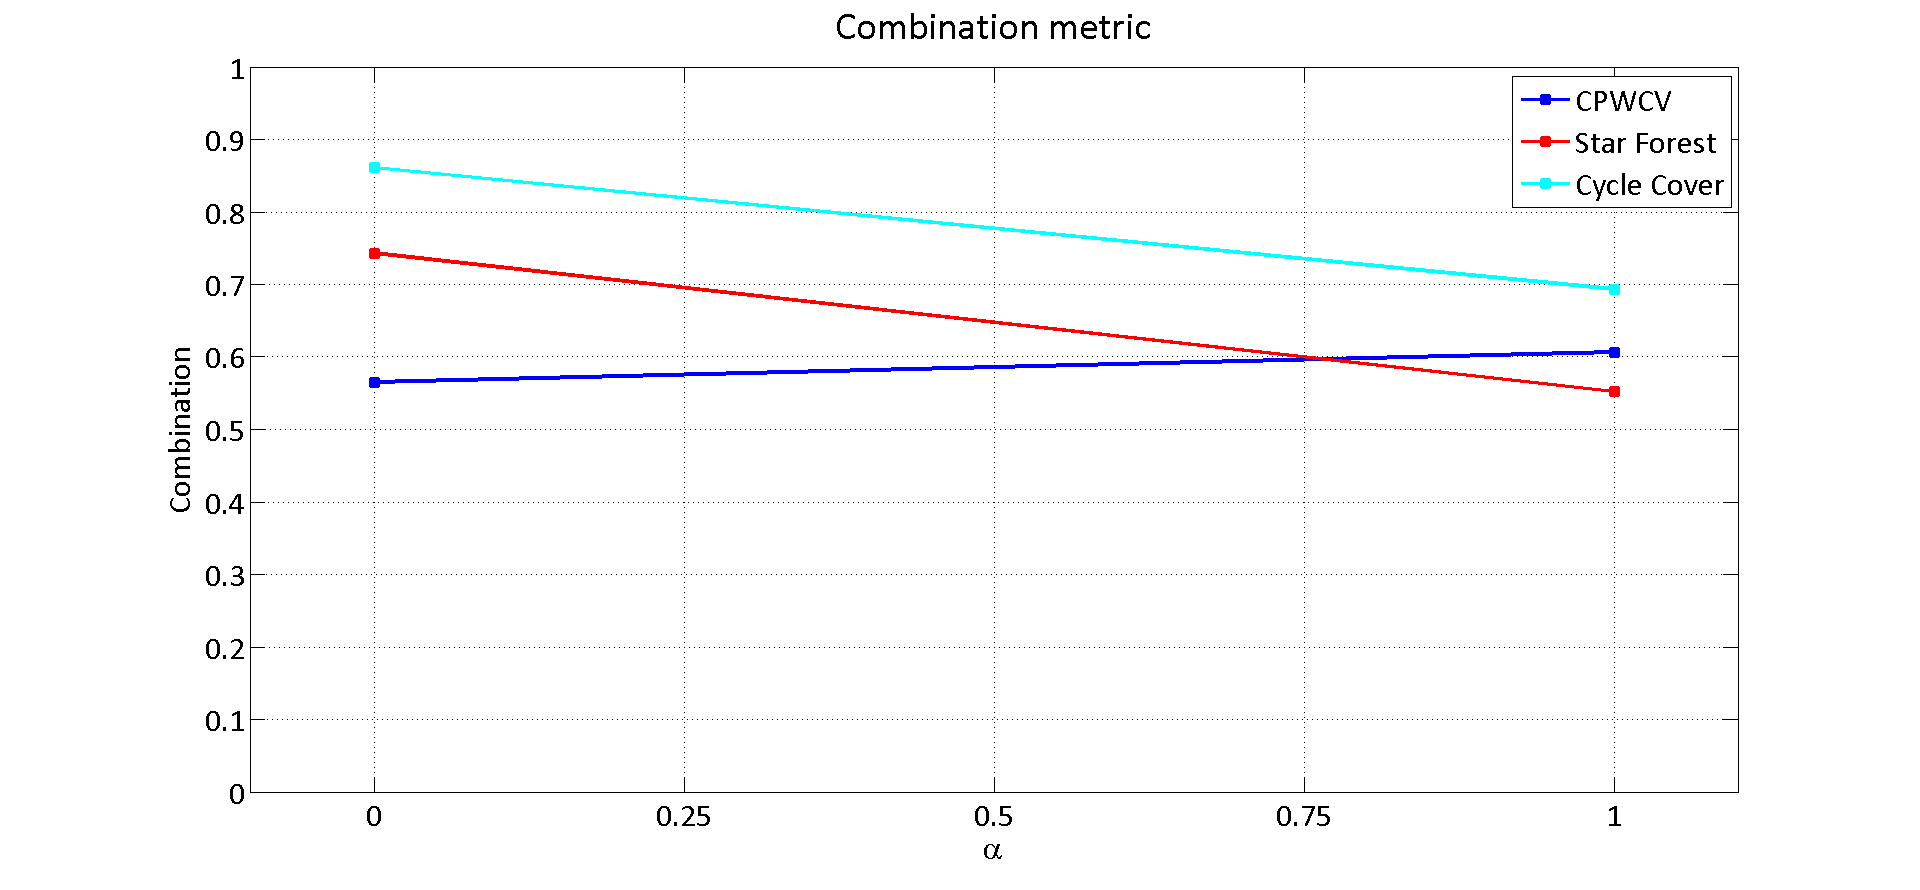 Combination metric
1
0.9
0.8
0.7
0.6
0.5
0.4
0.3
0.2
0.1
0
Combination
CPWCV
Star Forest
Cycle Cover
0 0.25 0.5 0.75 1
α